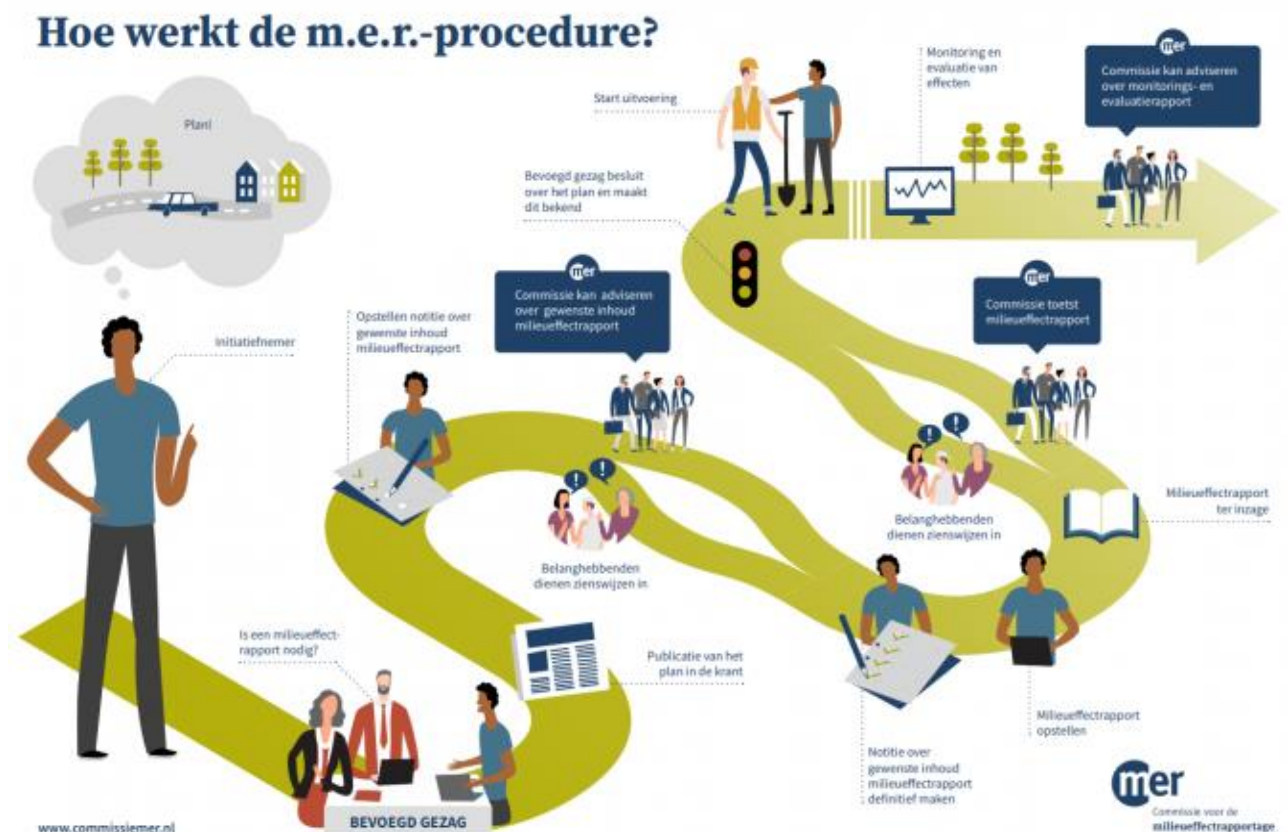 Hoe werkt de m.e.r.-procedure?
Plan!
Initiatiefnemer
Is een milieueffect-
rapport nodig?
BEVOEGD GEZAG
Publicatie van het
plan in de krant
Opstellen notitie over
gewenste inhoud
milieueffectrapport
mer
Commissie kan adviseren
over gewenste inhoud
milieueffectrapport
Belanghebbenden
dienen zienswijzen in
Notitie over
gewenste inhoud
milieueffectrapport
definitief maken
Milieueffectrapport
opstellen
Milieueffectrapport
ter inzage
mer
Commissie toetst
milieueffectrapport
Belanghebbenden
dienen zienswijzen in
Bevoegd gezag besluit
over het plan en maakt
dit bekend
Start uitvoering
Monitoring en
evaluatie van
effecten
mer
Commissie kan adviseren
over monitorings- en
evaluatierapport
www.commissiemer.nl
mer
Commissie voor de
milieueffectrapportage